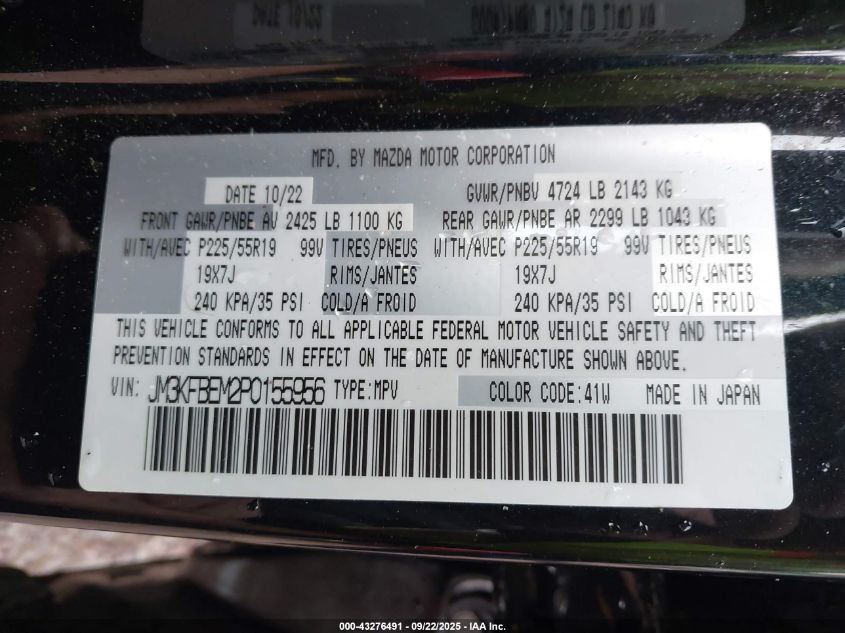 MFD. BY MAZDA MOTOR CORPORATION
DATE 10/22 GVWR/PNBV 4724 LB 2143 KG
FRONT GAWR/PNBE AV 2425 LB 1100 KG REAR GAWR/PNBE AR 2299 LB 1043 KG
WITH/AVEC P225/55R19 99V TIRES/PNEUS WITH/AVEC P225/55R19 99V TIRES/PNEUS
19X7J RIMS/JANTES 19X7J RIMS/JANTES
240 KPA/35 PSI COLD/A FROID 240 KPA/35 PSI COLD/A FROID
THIS VEHICLE CONFORMS TO ALL APPLICABLE FEDERAL MOTOR VEHICLE SAFETY AND THEFT
PREVENTION STANDARDS IN EFFECT ON THE DATE OF MANUFACTURE SHOWN ABOVE.
VIN: JM3KFBEM2P0155956 TYPE:MPV COLOR CODE:41W MADE IN JAPAN
000-43276491 - 09/22/2025 - IAA Inc.